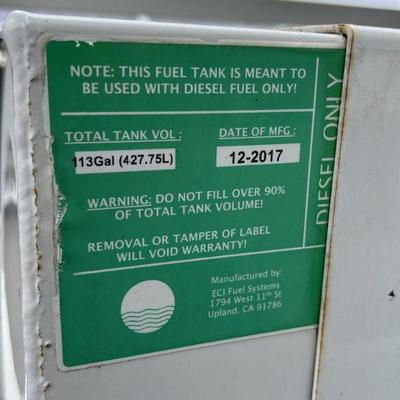 NOTE: THIS FUEL TANK IS MEANT TO
BE USED WITH DIESEL FUEL ONLY!
TOTAL TANK VOL :
113Gal (427.75L)
DATE OF MFG :
12-2017
WARNING: DO NOT FILL OVER 90%
OF TOTAL TANK VOLUME!
REMOVAL OR TAMPER OF LABEL
WILL VOID WARRANTY!
Manufactured by:
ECI Fuel Systems
1794 West 11th St
Upland, CA 91786
DIESEL ONLY